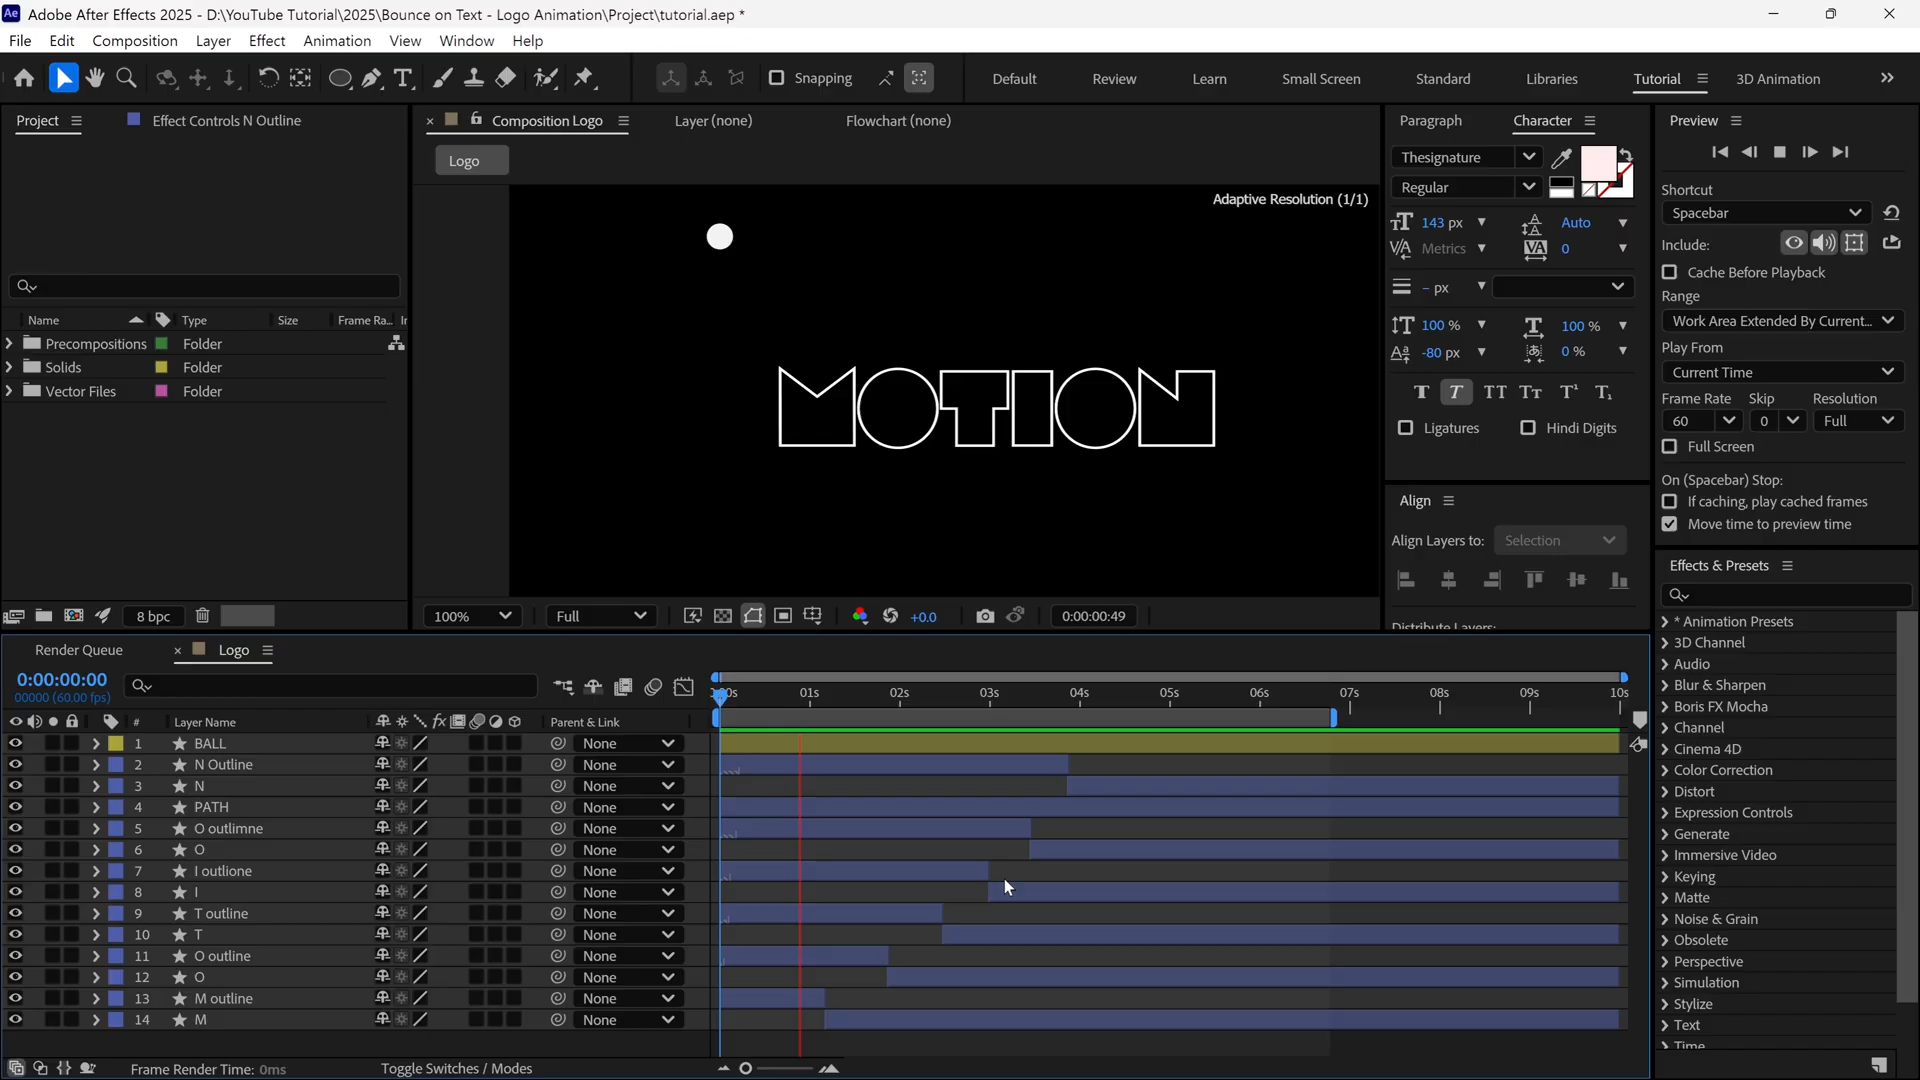 Ae Adobe After Effects 2025 - D:\YouTube Tutorial\2025\Bounce on Text - Logo Animation\Project\tutorial.aep *
File Edit Composition Layer Effect Animation View Window Help
Snapping
Default Review Learn Small Screen Standard Libraries Tutorial 3D Animation
Project Effect Controls N Outline
Composition Logo Layer (none) Flowchart (none)
Logo
Adaptive Resolution (1/1)
MOTION
Name Type Size Frame Ra...
Precompositions Folder
Solids Folder
Vector Files Folder
8 bpc
100% Full +0.0 0:00:00:49
Paragraph Character
Thesignature
Regular
143 px Auto
Metrics 0
- px
100 % 100 %
-80 px 0 %
Ligatures Hindi Digits
Align
Align Layers to: Selection
Distribute Layers:
Preview
Shortcut
Spacebar
Include:
Cache Before Playback
Range
Work Area Extended By Current...
Play From
Current Time
Frame Rate Skip Resolution
60 0 Full
Full Screen
On (Spacebar) Stop:
If caching, play cached frames
Move time to preview time
Effects & Presets
* Animation Presets
3D Channel
Audio
Blur & Sharpen
Boris FX Mocha
Channel
Cinema 4D
Color Correction
Distort
Expression Controls
Generate
Immersive Video
Keying
Matte
Noise & Grain
Obsolete
Perspective
Simulation
Stylize
Text
Time
Render Queue Logo
0:00:00:00
00000 (60.00 fps)
01s 02s 03s 04s 05s 06s 07s 08s 09s 10s
# Layer Name Parent & Link
1 BALL None
2 N Outline None
3 N None
4 PATH None
5 O outlimne None
6 O None
7 I outlione None
8 I None
9 T outline None
10 T None
11 O outline None
12 O None
13 M outline None
14 M None
Frame Render Time: 0ms Toggle Switches / Modes